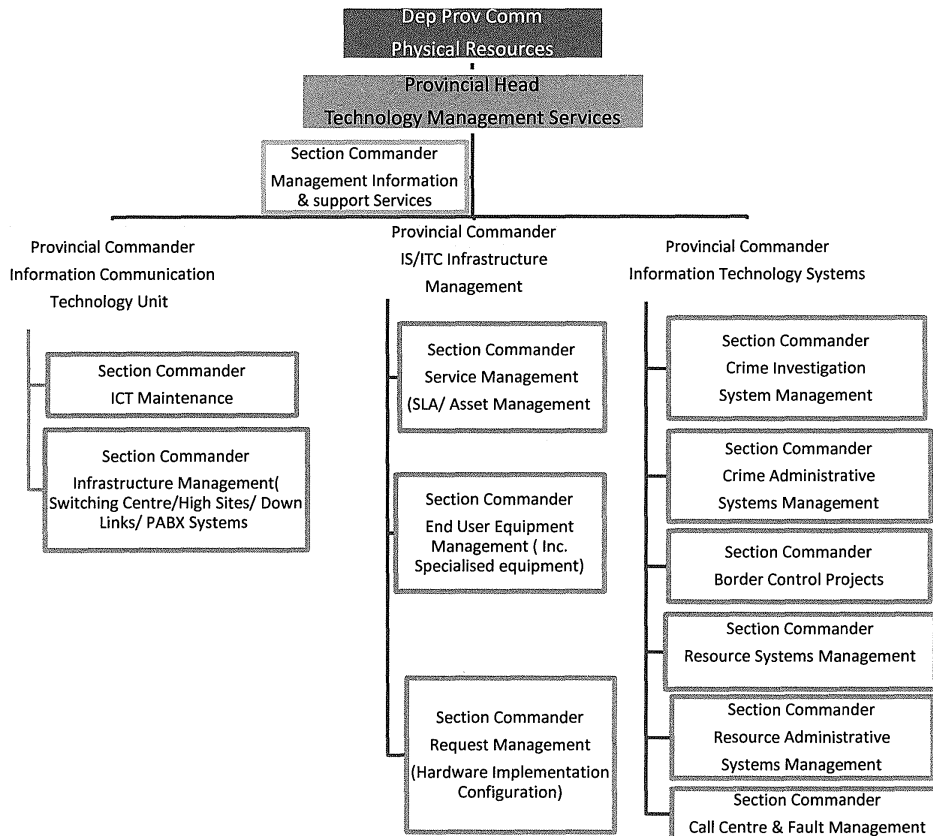 Dep Prov Comm
Physical Resources
Provincial Head
Technology Management Services
Section Commander
Management Information
& support Services
Provincial Commander
Information Communication
Technology Unit
Section Commander
ICT Maintenance
Section Commander
Infrastructure Management(
Switching Centre/High Sites/ Down
Links/ PABX Systems
Provincial Commander
IS/ITC Infrastructure
Management
Section Commander
Service Management
(SLA/ Asset Management
Section Commander
End User Equipment
Management ( Inc.
Specialised equipment)
Section Commander
Request Management
(Hardware Implementation
Configuration)
Provincial Commander
Information Technology Systems
Section Commander
Crime Investigation
System Management
Section Commander
Crime Administrative
Systems Management
Section Commander
Border Control Projects
Section Commander
Resource Systems Management
Section Commander
Resource Administrative
Systems Management
Section Commander
Call Centre & Fault Management